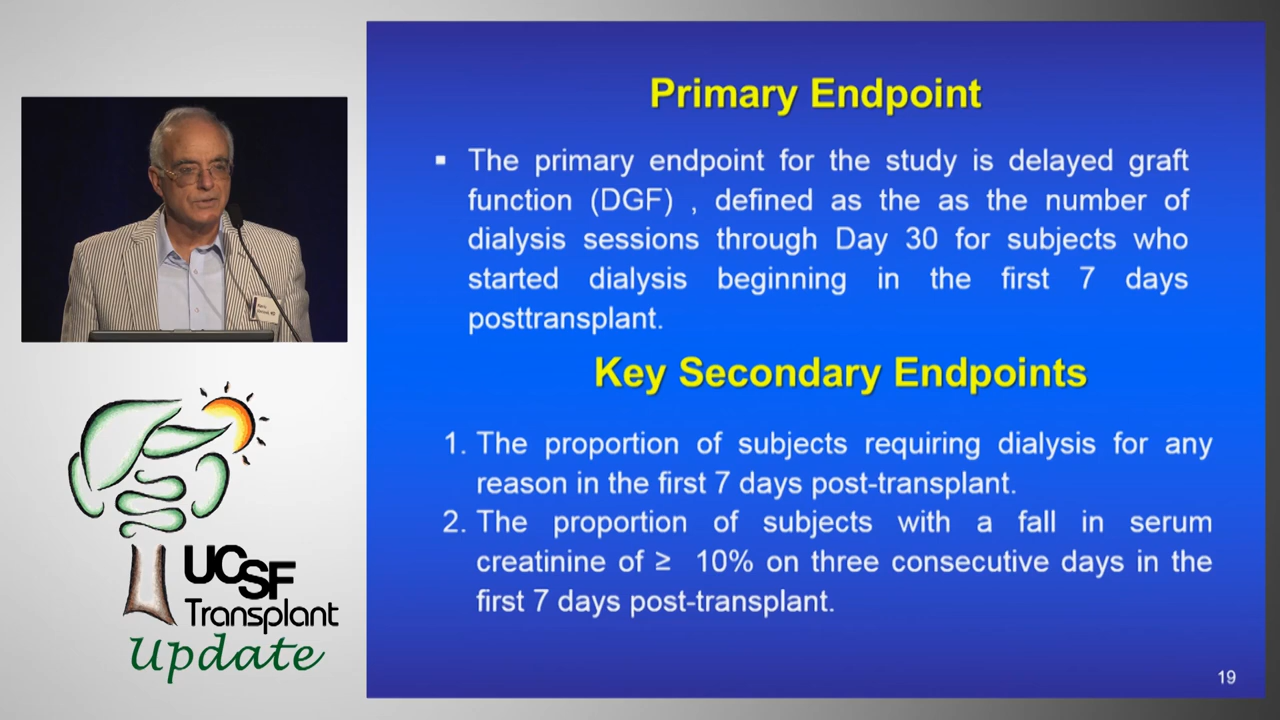 Primary Endpoint
▪ The primary endpoint for the study is delayed graft
function (DGF) , defined as the as the number of
dialysis sessions through Day 30 for subjects who
started dialysis beginning in the first 7 days
posttransplant.
Key Secondary Endpoints
1. The proportion of subjects requiring dialysis for any
reason in the first 7 days post-transplant.
2. The proportion of subjects with a fall in serum
creatinine of ≥ 10% on three consecutive days in the
first 7 days post-transplant.
19
UCSF
Transplant
Update